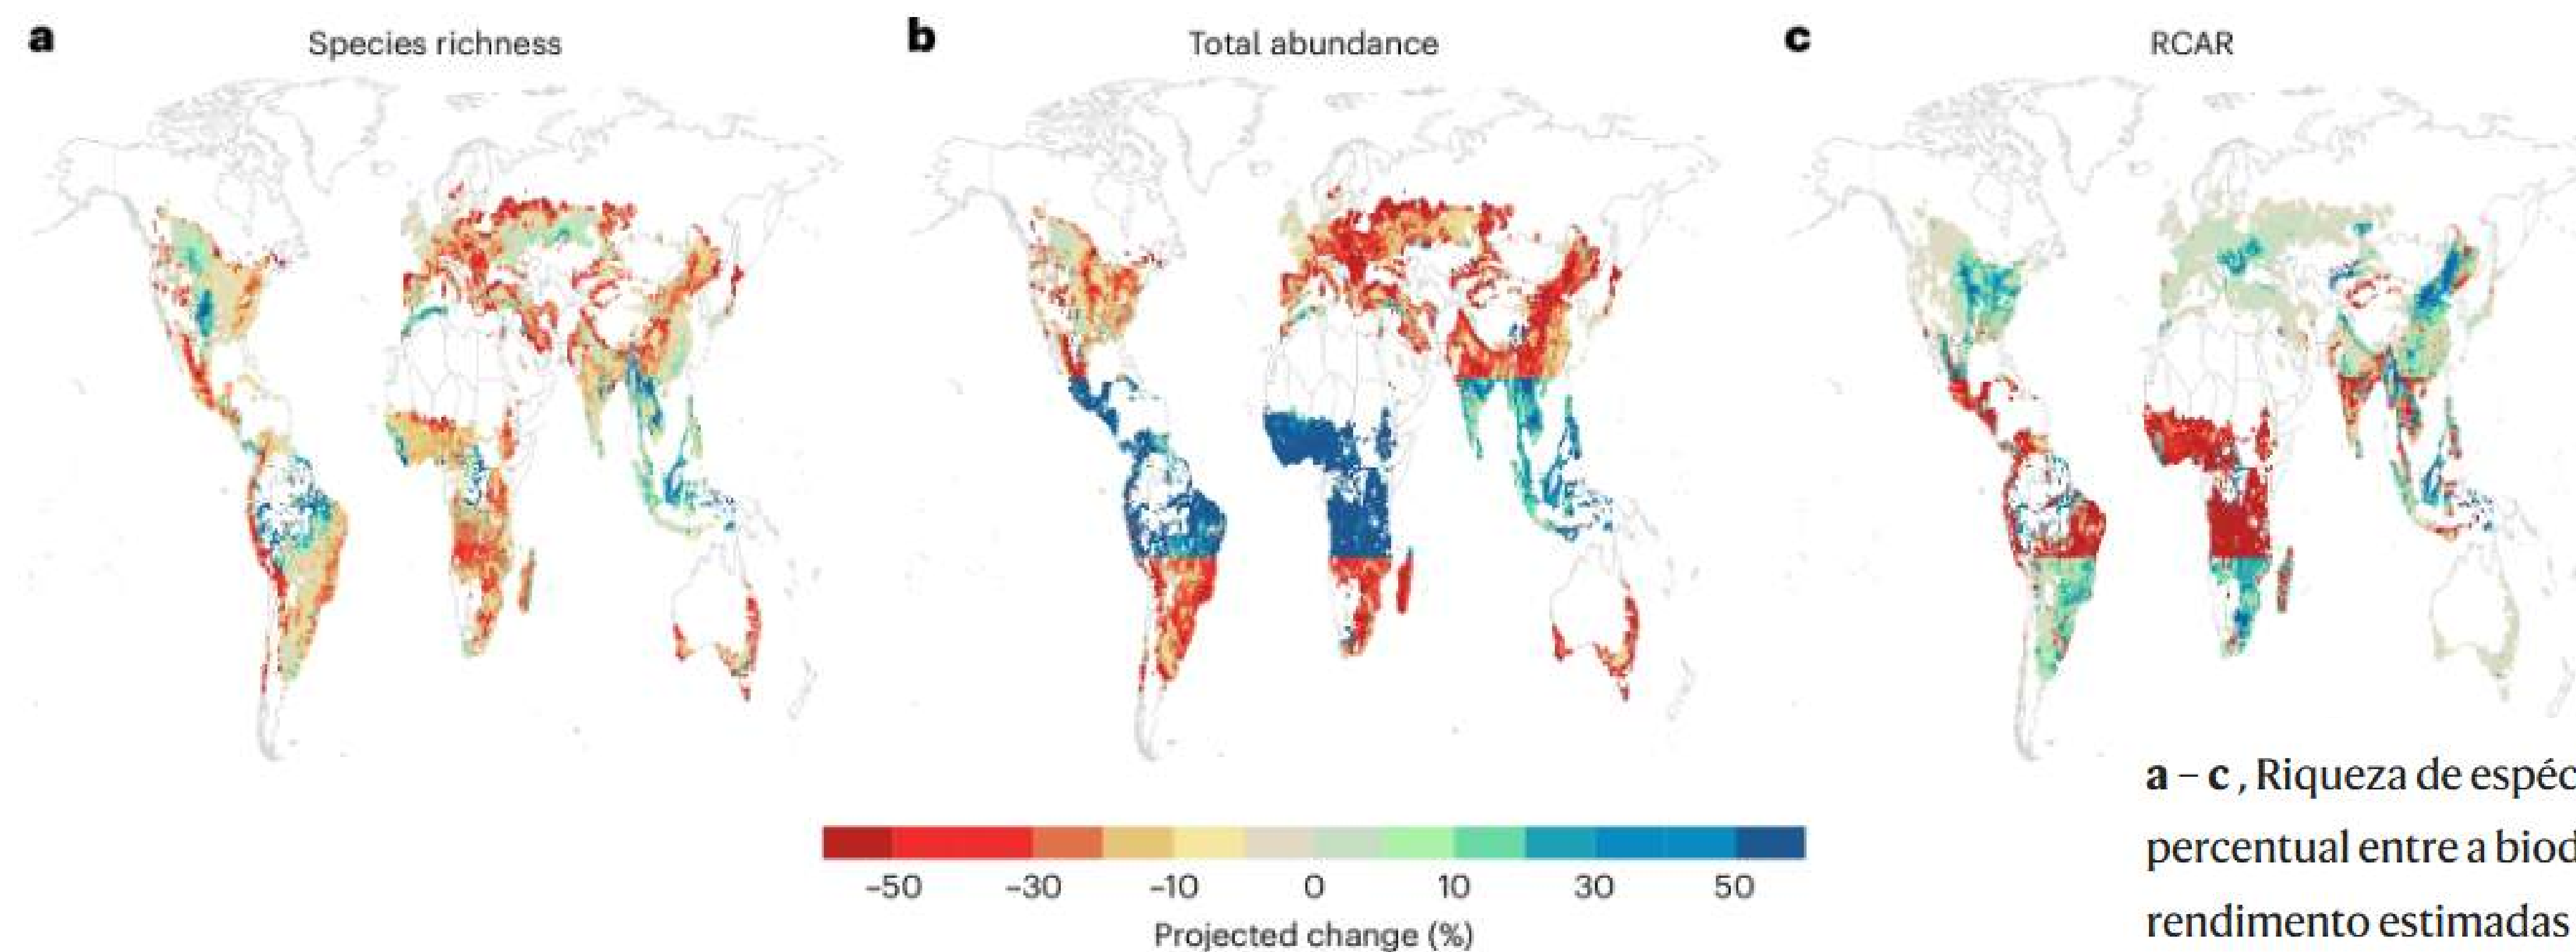 a
Species richness
b
Total abundance
c
RCAR
–50
–30
–10
0
10
30
50
Projected change (%)
a – c , Riqueza de espéc
percentual entre a biod
rendimento estimadas